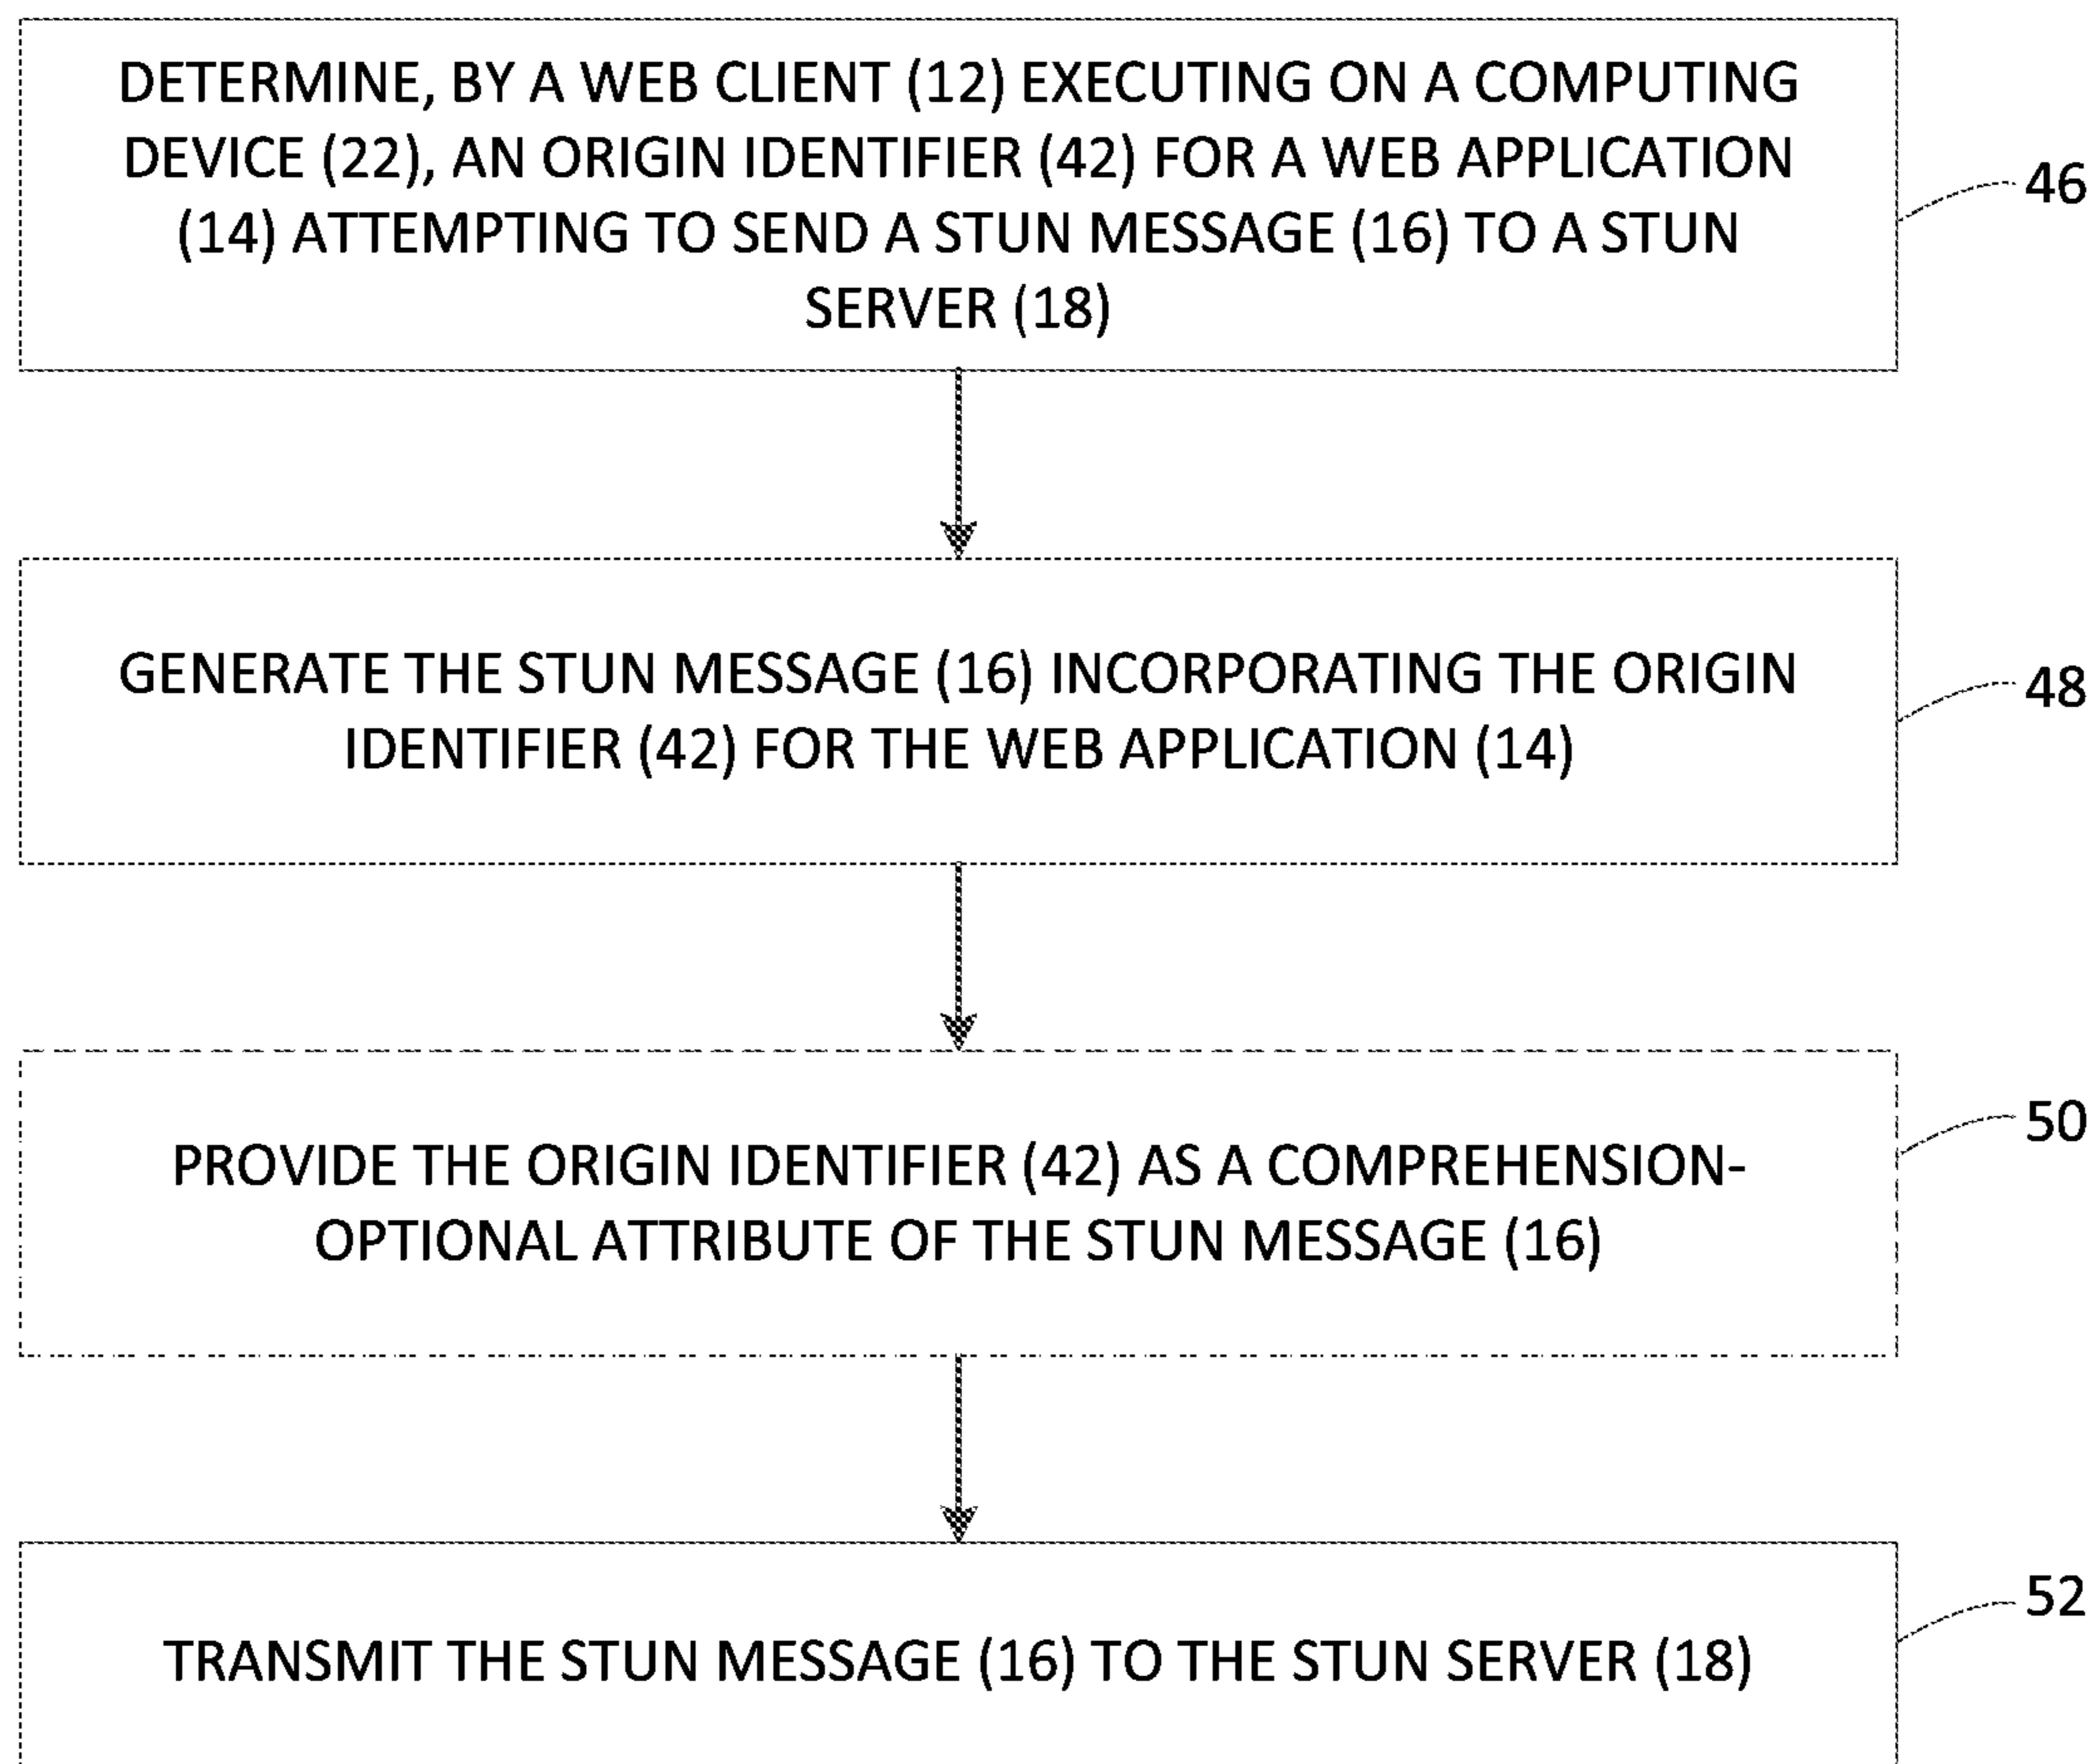 DETERMINE, BY A WEB CLIENT (12) EXECUTING ON A COMPUTING
DEVICE (22), AN ORIGIN IDENTIFIER (42) FOR A WEB APPLICATION
(14) ATTEMPTING TO SEND A STUN MESSAGE (16) TO A STUN
SERVER (18)
46
GENERATE THE STUN MESSAGE (16) INCORPORATING THE ORIGIN
IDENTIFIER (42) FOR THE WEB APPLICATION (14)
48
PROVIDE THE ORIGIN IDENTIFIER (42) AS A COMPREHENSION-
OPTIONAL ATTRIBUTE OF THE STUN MESSAGE (16)
50
TRANSMIT THE STUN MESSAGE (16) TO THE STUN SERVER (18)
52